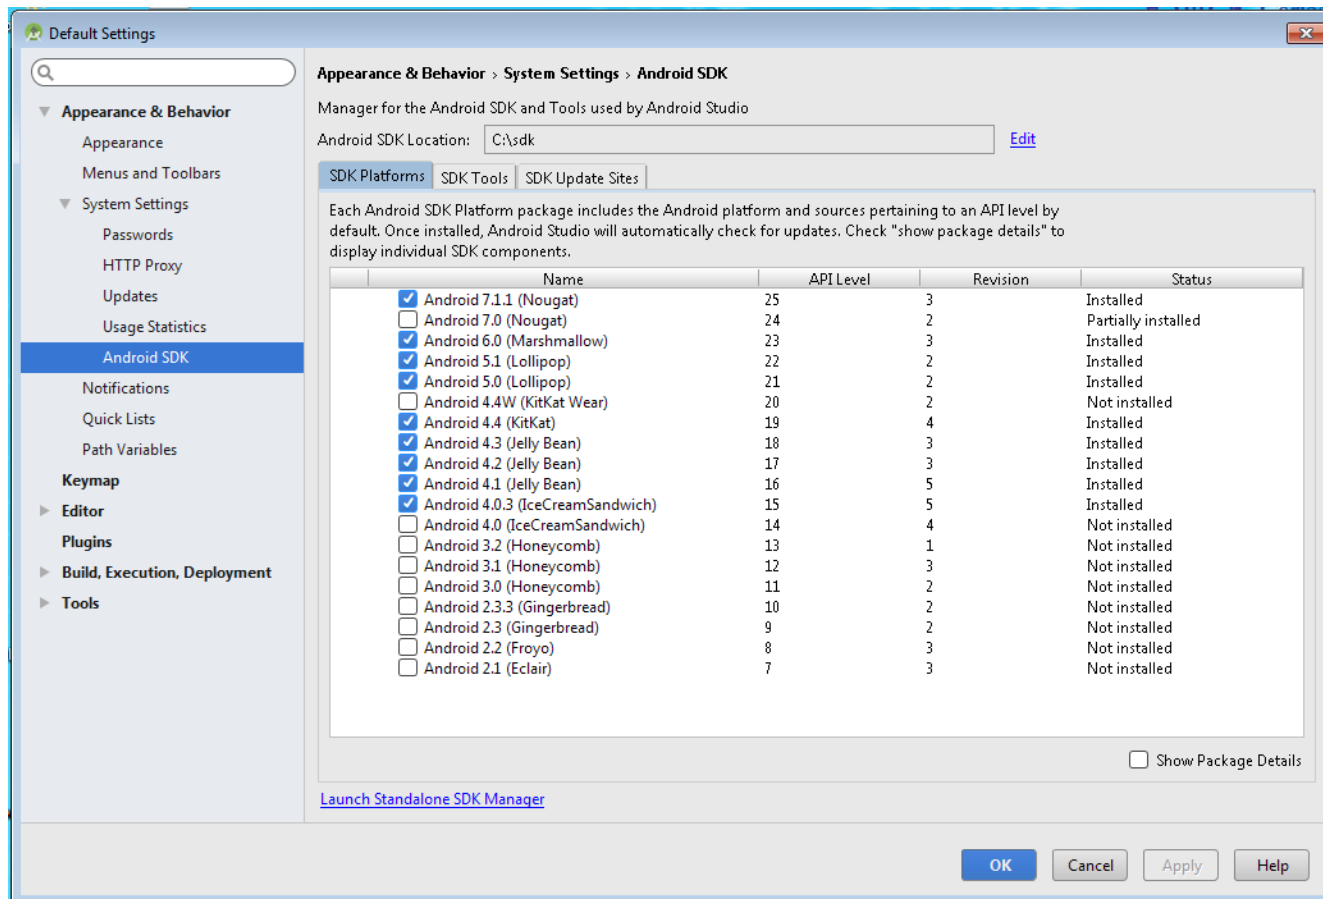 Default Settings
Appearance & Behavior
Appearance
Menus and Toolbars
System Settings
Passwords
HTTP Proxy
Updates
Usage Statistics
Android SDK
Notifications
Quick Lists
Path Variables
Keymap
Editor
Plugins
Build, Execution, Deployment
Tools
Appearance & Behavior › System Settings › Android SDK
Manager for the Android SDK and Tools used by Android Studio
Android SDK Location: C:\sdk Edit
SDK Platforms SDK Tools SDK Update Sites
Each Android SDK Platform package includes the Android platform and sources pertaining to an API level by
default. Once installed, Android Studio will automatically check for updates. Check "show package details" to
display individual SDK components.
Name API Level Revision Status
Android 7.1.1 (Nougat) 25 3 Installed
Android 7.0 (Nougat) 24 2 Partially installed
Android 6.0 (Marshmallow) 23 3 Installed
Android 5.1 (Lollipop) 22 2 Installed
Android 5.0 (Lollipop) 21 2 Installed
Android 4.4W (KitKat Wear) 20 2 Not installed
Android 4.4 (KitKat) 19 4 Installed
Android 4.3 (Jelly Bean) 18 3 Installed
Android 4.2 (Jelly Bean) 17 3 Installed
Android 4.1 (Jelly Bean) 16 5 Installed
Android 4.0.3 (IceCreamSandwich) 15 5 Installed
Android 4.0 (IceCreamSandwich) 14 4 Not installed
Android 3.2 (Honeycomb) 13 1 Not installed
Android 3.1 (Honeycomb) 12 3 Not installed
Android 3.0 (Honeycomb) 11 2 Not installed
Android 2.3.3 (Gingerbread) 10 2 Not installed
Android 2.3 (Gingerbread) 9 2 Not installed
Android 2.2 (Froyo) 8 3 Not installed
Android 2.1 (Eclair) 7 3 Not installed
Show Package Details
Launch Standalone SDK Manager
OK Cancel Apply Help